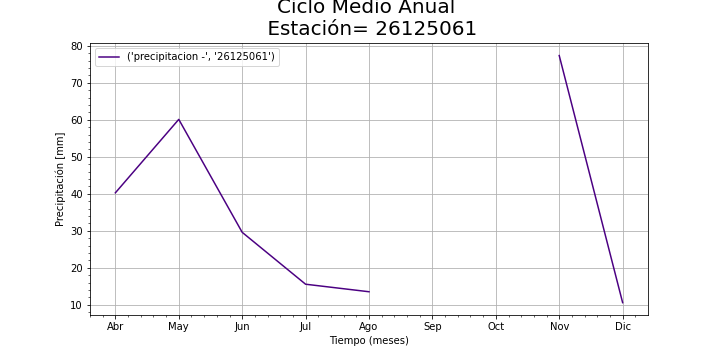 Ciclo Medio Anual
Estación= 26125061
('precipitacion -', '26125061')
Precipitación [mm]
80
70
60
50
40
30
20
10
Abr May Jun Jul Ago Sep Oct Nov Dic
Tiempo (meses)